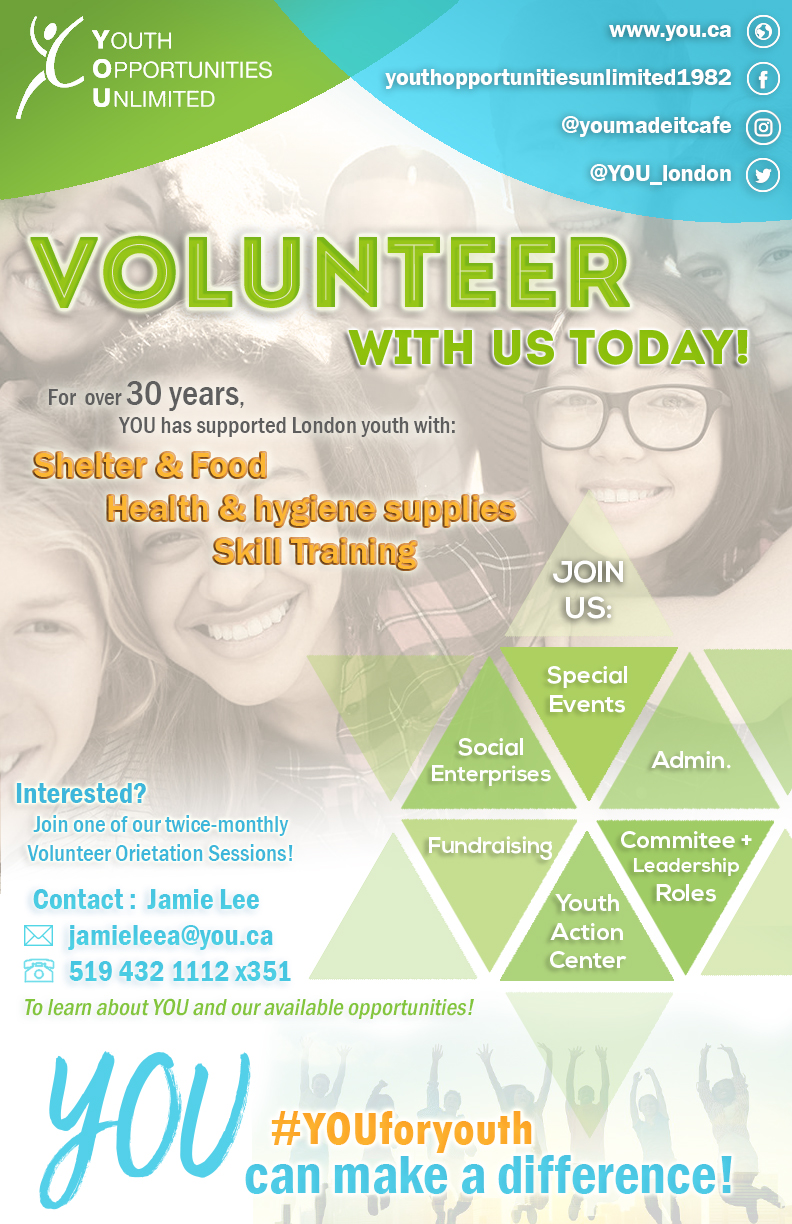 YOUTH
OPPORTUNITIES
UNLIMITED
www.you.ca
youthopportunitiesunlimited1982
@youmadeitcafe
@YOU_london
VOLUNTEER
WITH US TODAY!
For over 30 years,
YOU has supported London youth with:
Shelter & Food
Health & hygiene supplies
Skill Training
JOIN
US:
Special
Events
Social
Enterprises
Admin.
Fundraising
Commitee +
Leadership
Roles
Youth
Action
Center
Interested?
Join one of our twice-monthly
Volunteer Orietation Sessions!
Contact : Jamie Lee
jamieleea@you.ca
519 432 1112 x351
To learn about YOU and our available opportunities!
YOU
#YOUforyouth
can make a difference!